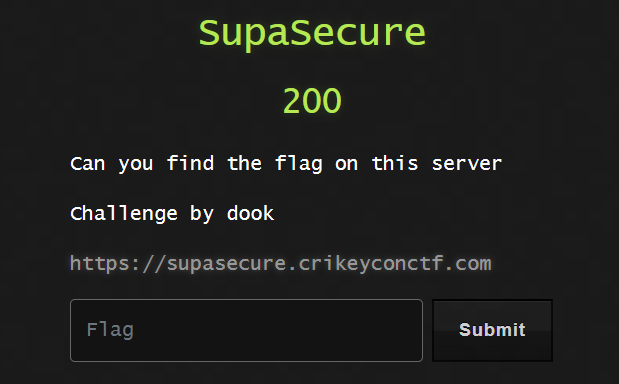 SupaSecure
200
Can you find the flag on this server
Challenge by dook
https://supasecure.crikeyconctf.com
Flag
Submit